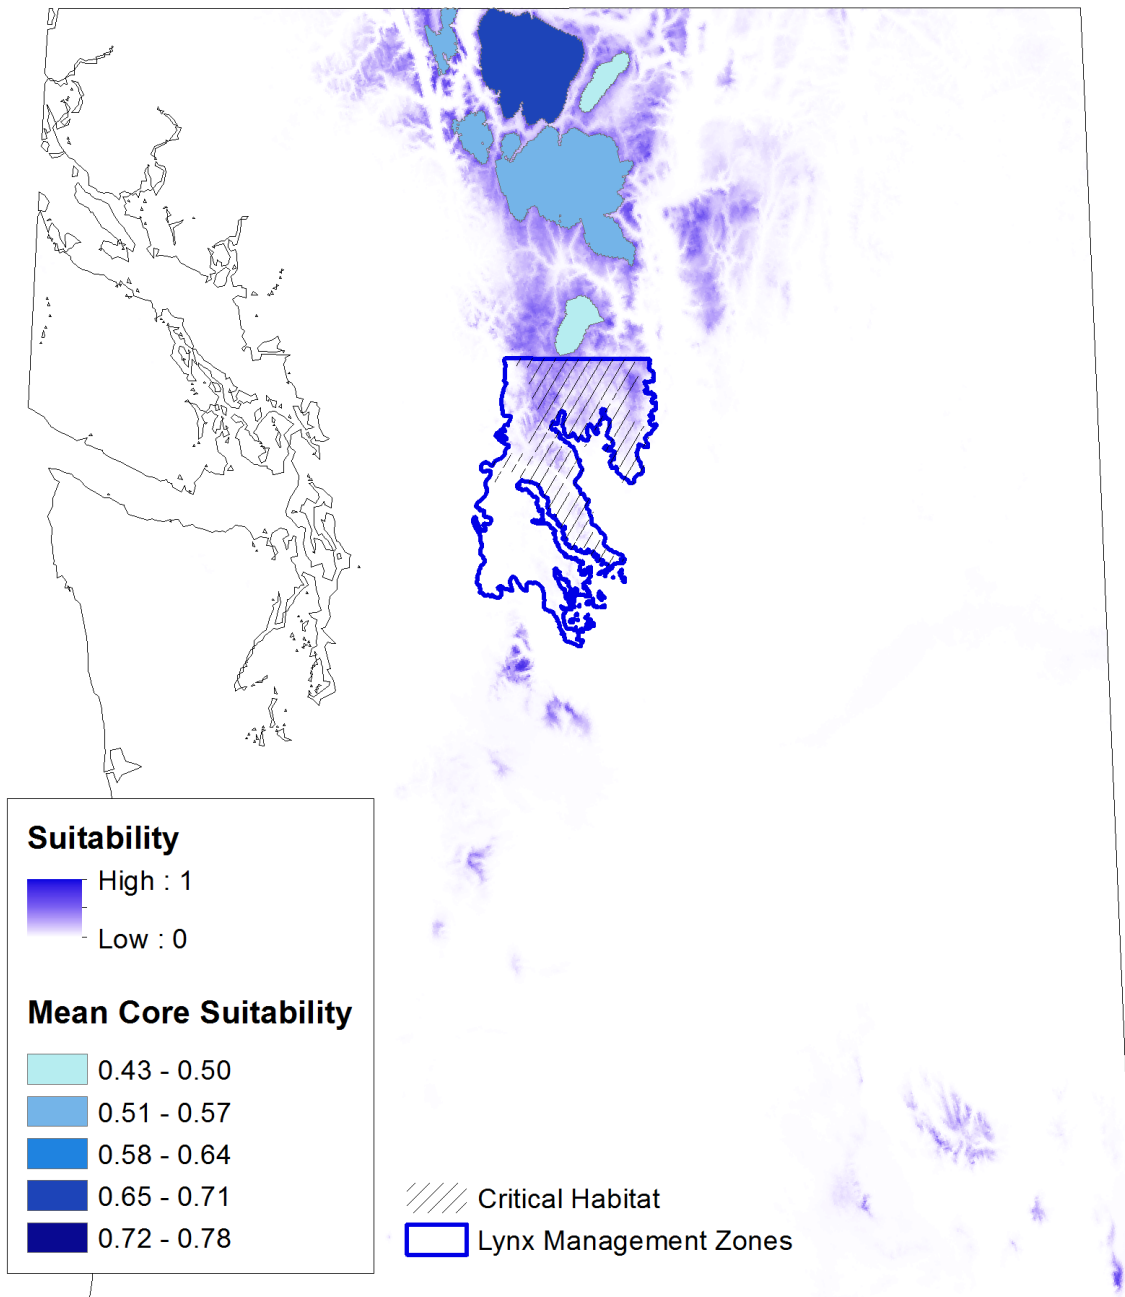 Suitability
High : 1
Low : 0
Mean Core Suitability
0.43 - 0.50
0.51 - 0.57
0.58 - 0.64
0.65 - 0.71
0.72 - 0.78
Critical Habitat
Lynx Management Zones